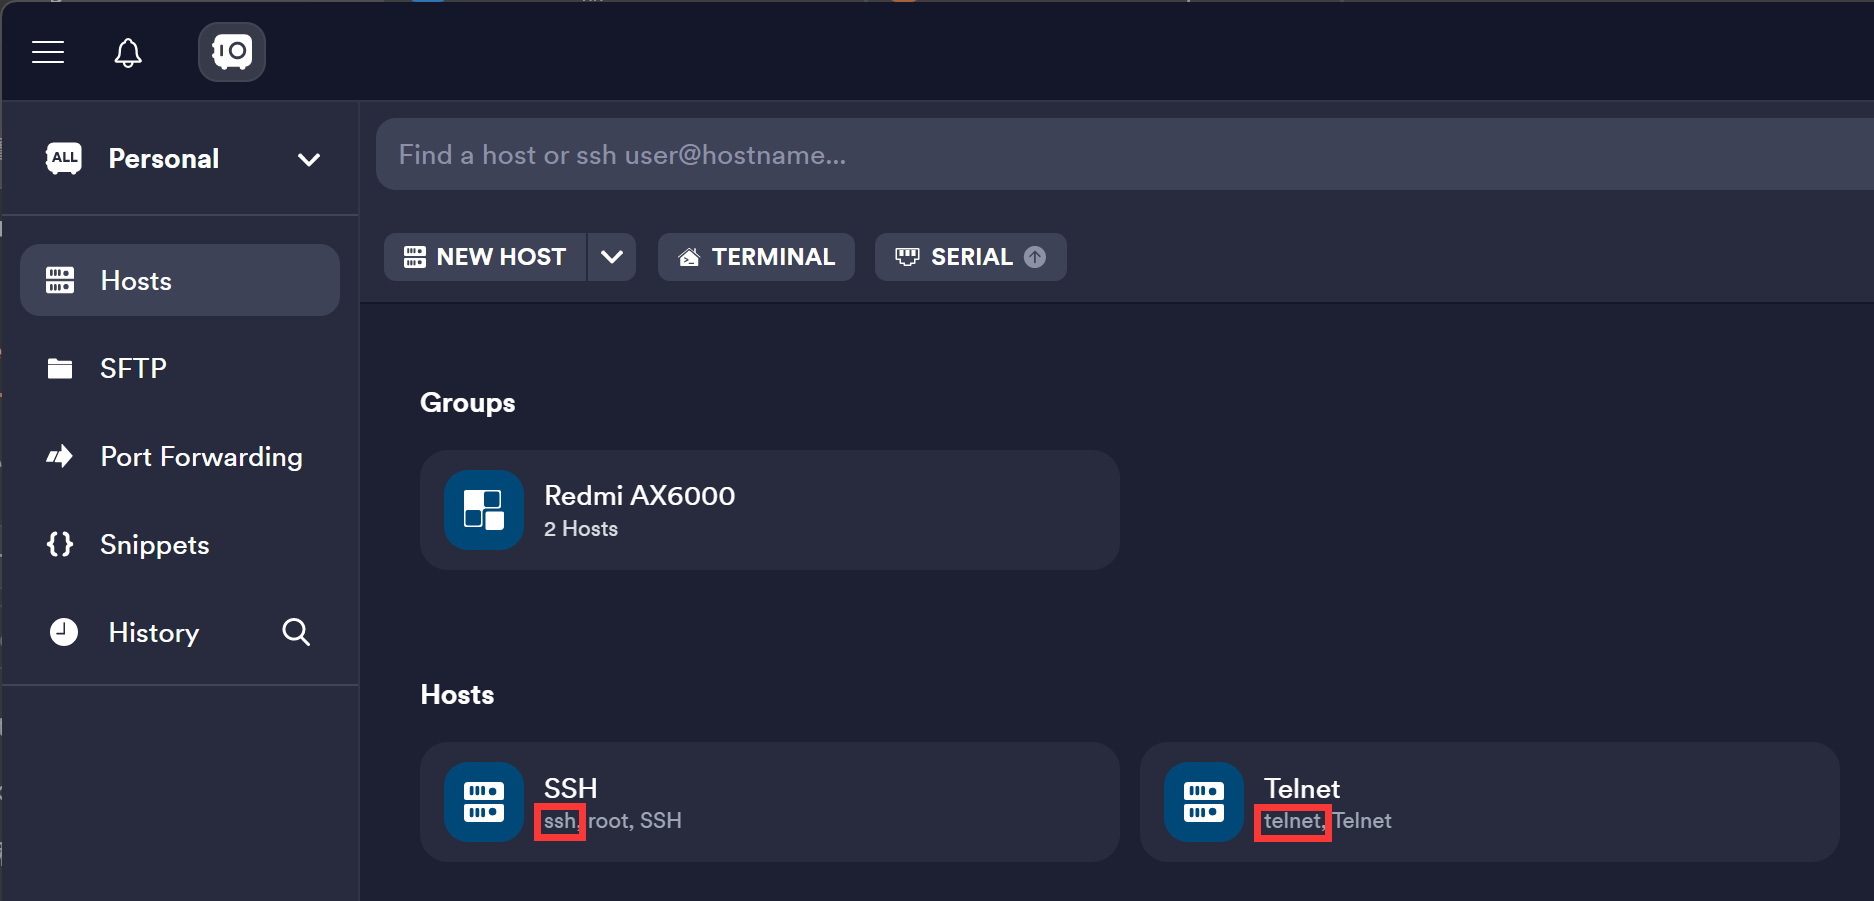 ALL Personal
Find a host or ssh user@hostname...
NEW HOST
TERMINAL
SERIAL
Hosts
SFTP
Port Forwarding
Snippets
History
Groups
Redmi AX6000
2 Hosts
Hosts
SSH
ssh, root, SSH
Telnet
telnet, Telnet